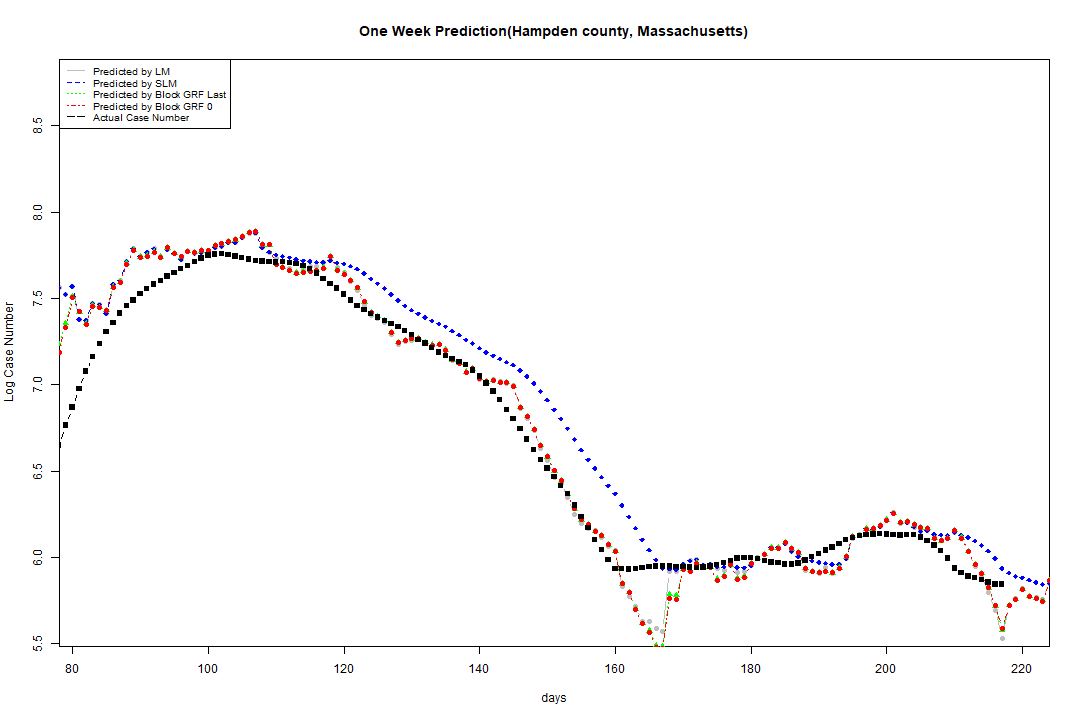 One Week Prediction(Hampden county, Massachusetts)
Predicted by LM
Predicted by SLM
Predicted by Block GRF Last
Predicted by Block GRF 0
Actual Case Number
Log Case Number
8.5
8.0
7.5
7.0
6.5
6.0
5.5
80 100 120 140 160 180 200 220
days